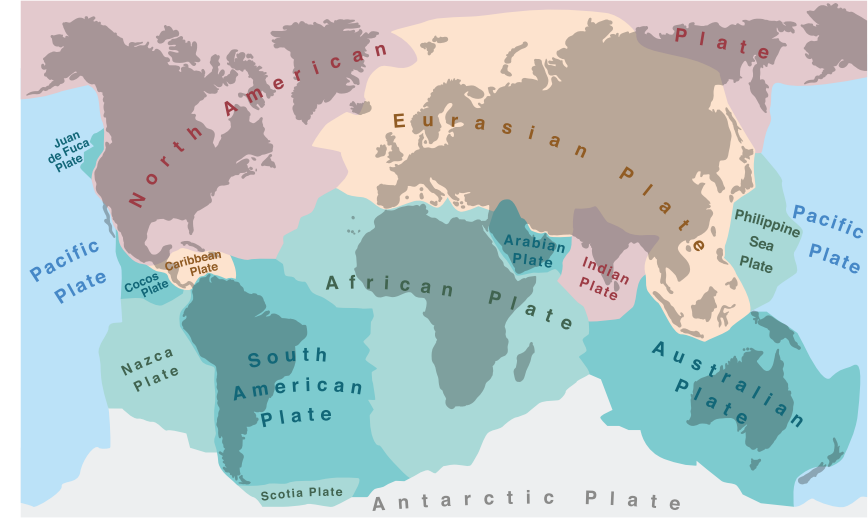 North American
Plate
Eurasian Plate
Juan
de Fuca
Plate
Pacific
Plate
Caribbean
Plate
Cocos
Plate
African Plate
Arabian
Plate
Indian
Plate
Philippine
Sea
Plate
Pacific
Plate
Nazca
Plate
South
American
Plate
Australian
Plate
Scotia Plate
Antarctic Plate